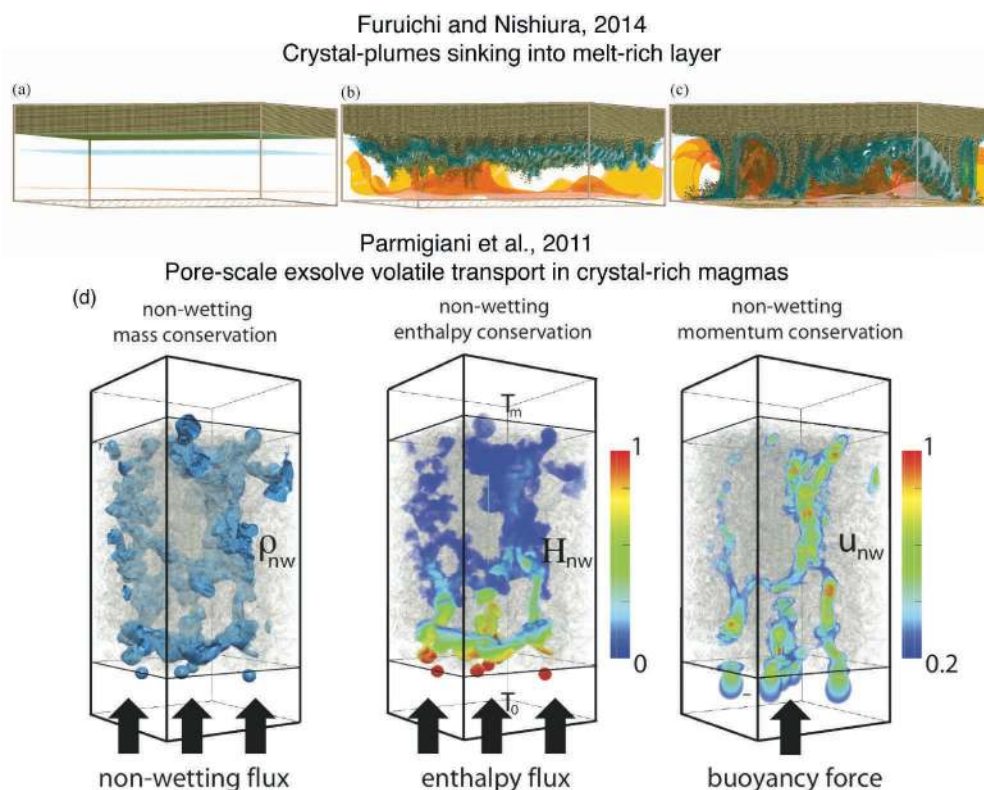 Furuichi and Nishiura, 2014
Crystal-plumes sinking into melt-rich layer
(a) (b) (c)
Parmigiani et al., 2011
Pore-scale exsolve volatile transport in crystal-rich magmas
(d)
non-wetting
mass conservation
non-wetting
enthalpy conservation
non-wetting
momentum conservation
ρnw
Tm
Hnw
T0
1
0
unw
1
0.2
non-wetting flux
enthalpy flux
buoyancy force